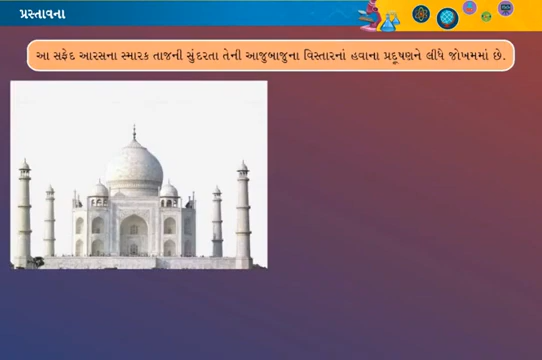 પ્રસ્તાવના
આ સફેદ આરસના સ્મારક તાજની સુંદરતા તેની આજુબાજુના વિસ્તારનાં હવાના પ્રદૂષણને લીધે જોખમમાં છે.